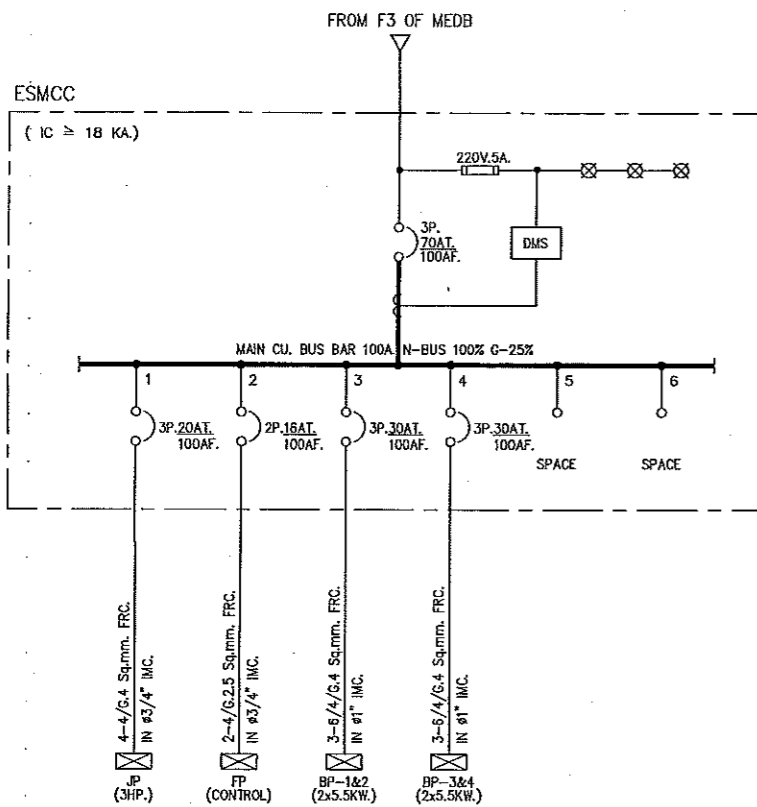 FROM F3 OF MEDB
ESMCC
( IC ≥ 18 KA.)
220V.5A.
3P.
70AT.
100AF.
DMS
MAIN CU. BUS BAR 100A N-BUS 100% G-25%
1
2
3
4
5
6
3P.20AT.
100AF.
2P.16AT.
100AF.
3P.30AT.
100AF.
3P.30AT.
100AF.
SPACE
SPACE
4-4/G.4 Sq.mm. FRC.
IN ø3/4" IMC.
2-4/G.2.5 Sq.mm. FRC.
IN ø3/4" IMC.
3-6/4/G.4 Sq.mm. FRC.
IN ø1" IMC.
3-6/4/G.4 Sq.mm. FRC.
IN ø1" IMC.
JP
(3HP.)
FP
(CONTROL)
BP-1&2
(2x5.5KW.)
BP-3&4
(2x5.5KW.)